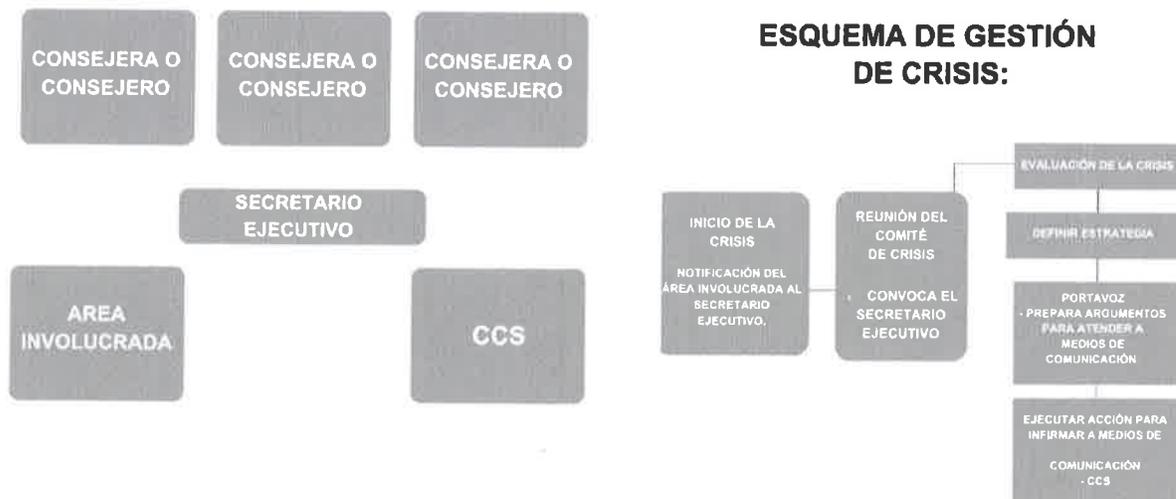 CONSEJERA O
CONSEJERO
CONSEJERA O
CONSEJERO
CONSEJERA O
CONSEJERO
SECRETARIO
EJECUTIVO
AREA
INVOLUCRADA
CCS
ESQUEMA DE GESTIÓN
DE CRISIS:
INICIO DE LA
CRISIS
NOTIFICACIÓN DEL
ÁREA INVOLUCRADA AL
SECRETARIO
EJECUTIVO.
REUNIÓN DEL
COMITÉ
DE CRISIS
. CONVOCA EL
SECRETARIO
EJECUTIVO
EVALUACIÓN DE LA CRISIS
DEFINIR ESTRATEGIA
PORTAVOZ
- PREPARA ARGUMENTOS
PARA ATENDER A
MEDIOS DE
COMUNICACIÓN
EJECUTAR ACCIÓN PARA
INFIRMAR A MEDIOS DE
COMUNICACIÓN
- CCS